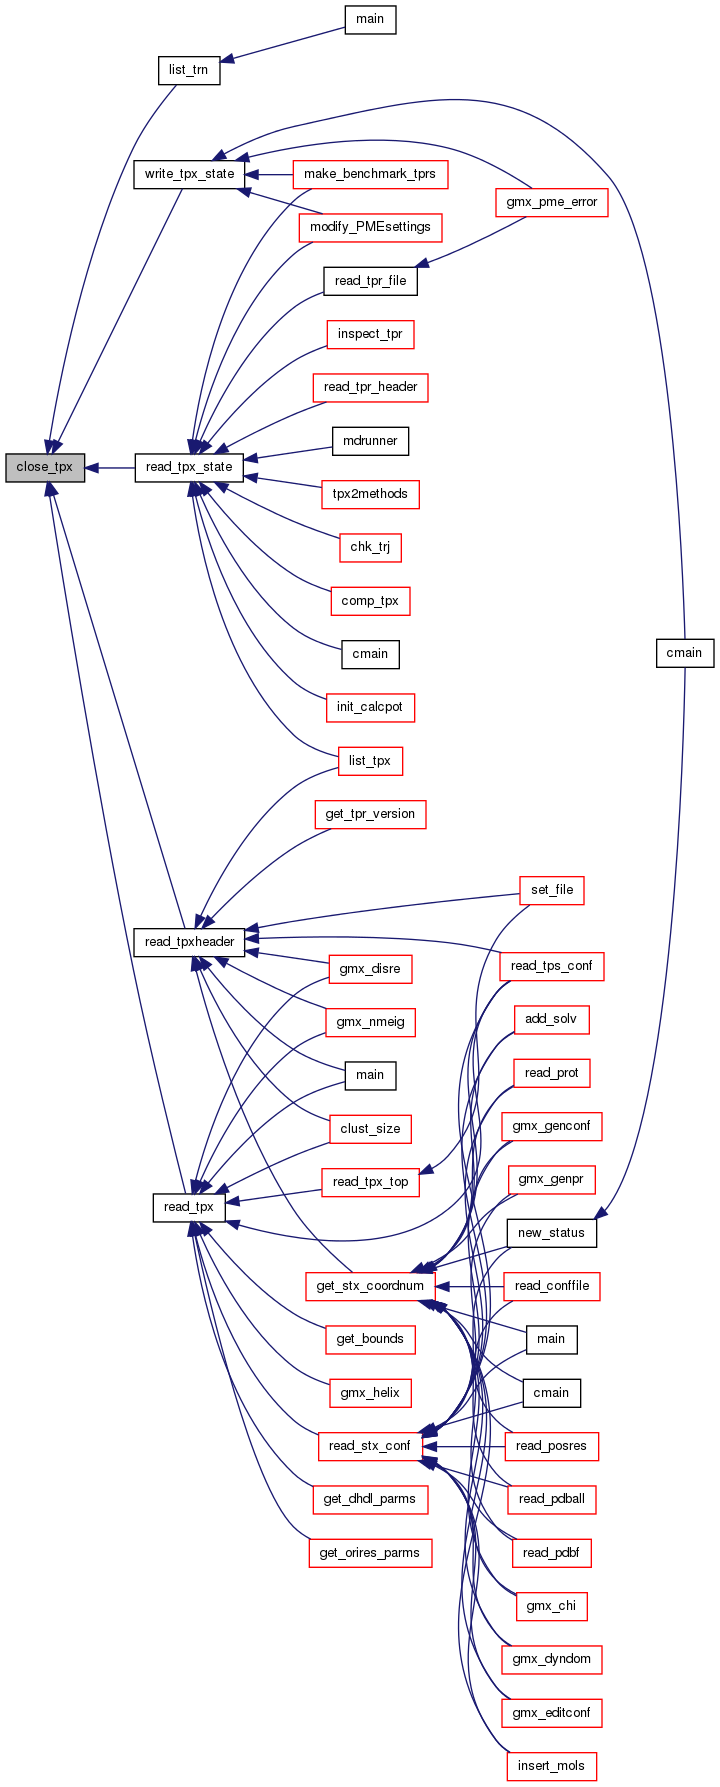 main
list_trn
write_tpx_state
make_benchmark_tprs
gmx_pme_error
modify_PMEsettings
read_tpr_file
inspect_tpr
read_tpr_header
mdrunner
close_tpx
read_tpx_state
tpx2methods
chk_trj
comp_tpx
cmain
cmain
init_calcpot
list_tpx
get_tpr_version
set_file
read_tpxheader
read_tps_conf
gmx_disre
gmx_nmeig
add_solv
main
read_prot
clust_size
gmx_genconf
read_tpx_top
gmx_genpr
read_tpx
new_status
get_stx_coordnum
read_conffile
get_bounds
main
gmx_helix
cmain
read_stx_conf
read_posres
get_dhdl_parms
read_pdball
get_orires_parms
read_pdbf
gmx_chi
gmx_dyndom
gmx_editconf
insert_mols